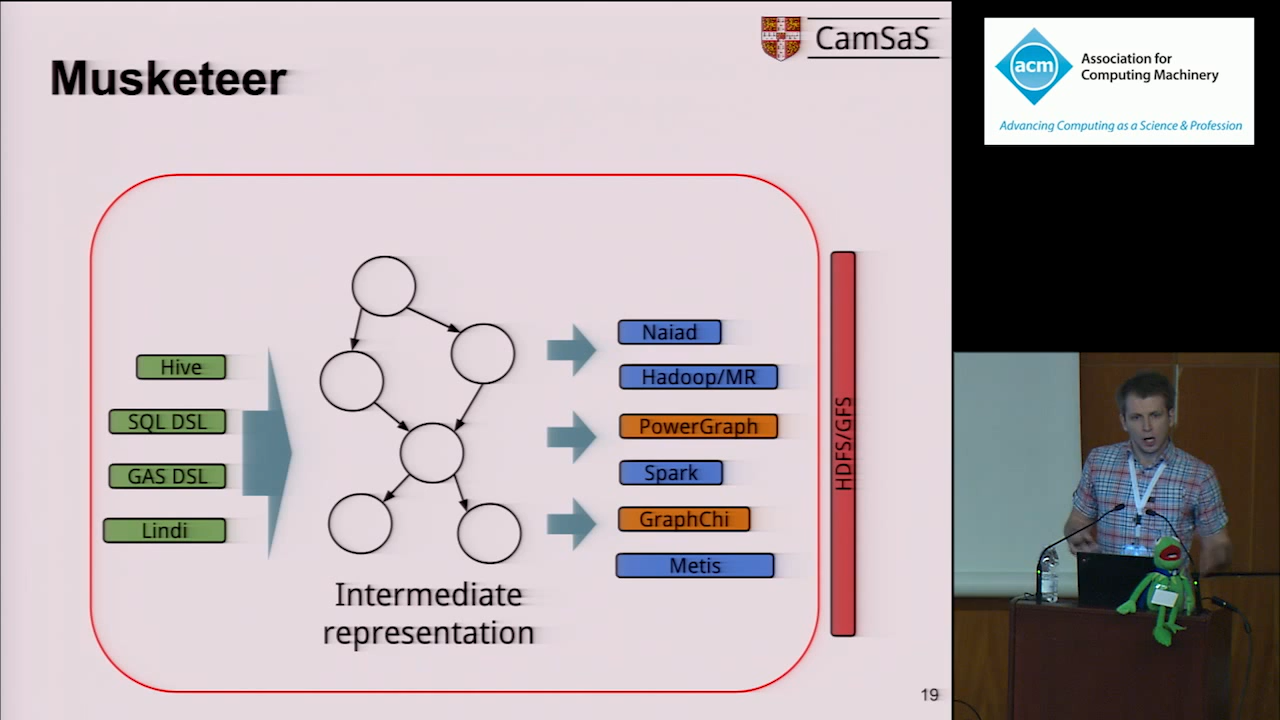 Musketeer
CamSaS
Hive
SQL DSL
GAS DSL
Lindi
Intermediate
representation
Naiad
Hadoop/MR
PowerGraph
Spark
GraphChi
Metis
HDFS/GFS
19
acm
Association for
Computing Machinery
Advancing Computing as a Science & Profession